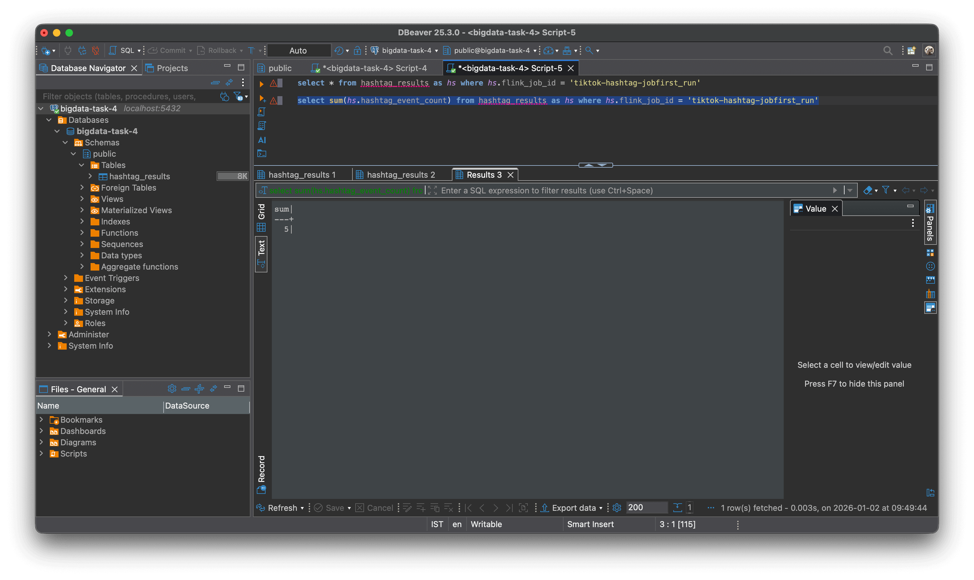 DBeaver 25.3.0 - <bigdata-task-4> Script-5
SQL Commit Rollback T Auto bigdata-task-4 public@bigdata-task-4
Database Navigator Projects
Filter objects (tables, procedures, users,
bigdata-task-4 localhost:5432
Databases
bigdata-task-4
Schemas
public
Tables
hashtag_results 8K
Foreign Tables
Views
Materialized Views
Indexes
Functions
Sequences
Data types
Aggregate functions
Event Triggers
Extensions
Storage
System Info
Roles
Administer
System Info
Files - General
Name DataSource
Bookmarks
Dashboards
Diagrams
Scripts
public *<bigdata-task-4> Script-4 *<bigdata-task-4> Script-5
select * from hashtag_results as hs where hs.flink_job_id = 'tiktok-hashtag-jobfirst_run'
select sum(hs.hashtag_event_count) from hashtag_results as hs where hs.flink_job_id = 'tiktok-hashtag-jobfirst_run'
AI
hashtag_results 1 hashtag_results 2 Results 3
select sum(hs.hashtag_event_count) Enter a SQL expression to filter results (use Ctrl+Space)
Grid
Text
Record
sum|
---+
5|
Value
Panels
Select a cell to view/edit value
Press F7 to hide this panel
Refresh Save Cancel Export data 200 1 ... 1 row(s) fetched - 0.003s, on 2026-01-02 at 09:49:44
IST en Writable Smart Insert 3 : 1 [115]